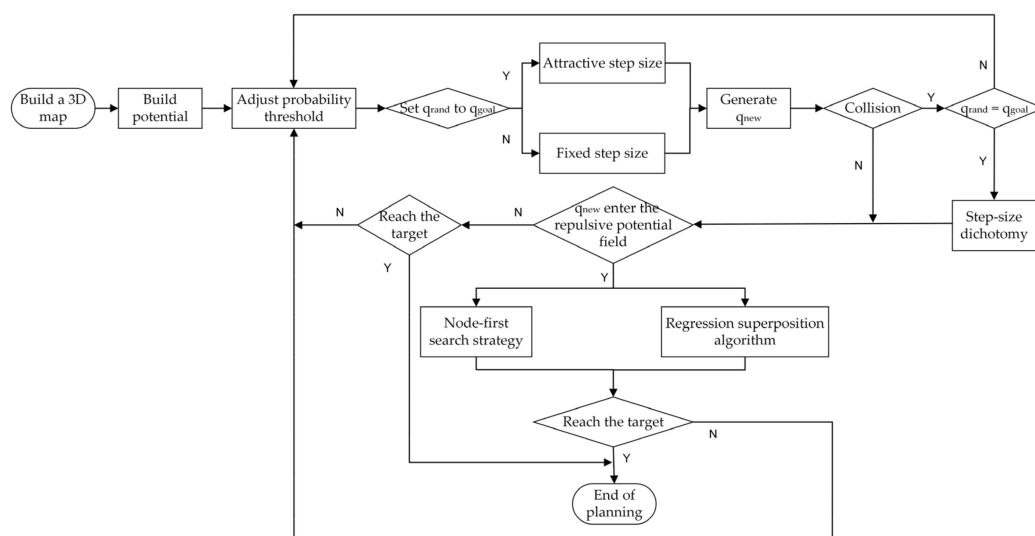 Build a 3D
map
Build
potential
Adjust probability
threshold
Set qrand to qgoal
Y
N
Attractive step size
Fixed step size
Generate
qnew
Collision
Y
N
qrand = qgoal
N
Y
Step-size
dichotomy
qnew enter the
repulsive potential
field
N
Y
Reach the
target
N
Y
Node-first
search strategy
Regression superposition
algorithm
Reach the target
N
Y
End of
planning